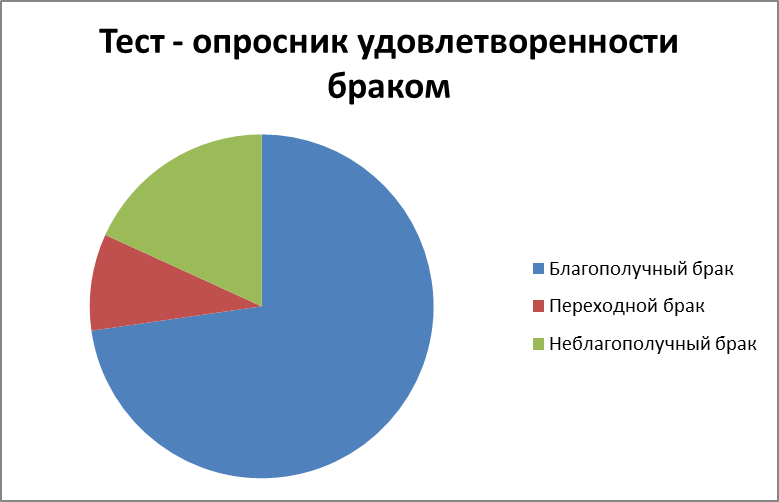 Тест - опросник удовлетворенности
браком
Благополучный брак
Переходной брак
Неблагополучный брак